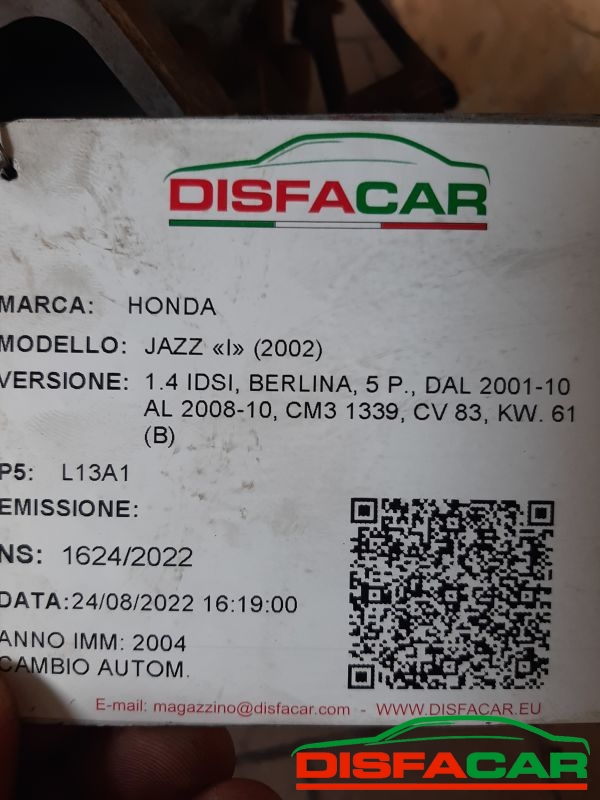 DISFACAR
MARCA: HONDA
MODELLO: JAZZ «I» (2002)
VERSIONE: 1.4 IDSI, BERLINA, 5 P., DAL 2001-10
AL 2008-10, CM3 1339, CV 83, KW. 61
(B)
P5: L13A1
EMISSIONE:
NS: 1624/2022
DATA:24/08/2022 16:19:00
ANNO IMM: 2004
CAMBIO AUTOM.
E-mail: magazzino@disfacar.com - WWW.DISFACAR.EU
DISFACAR